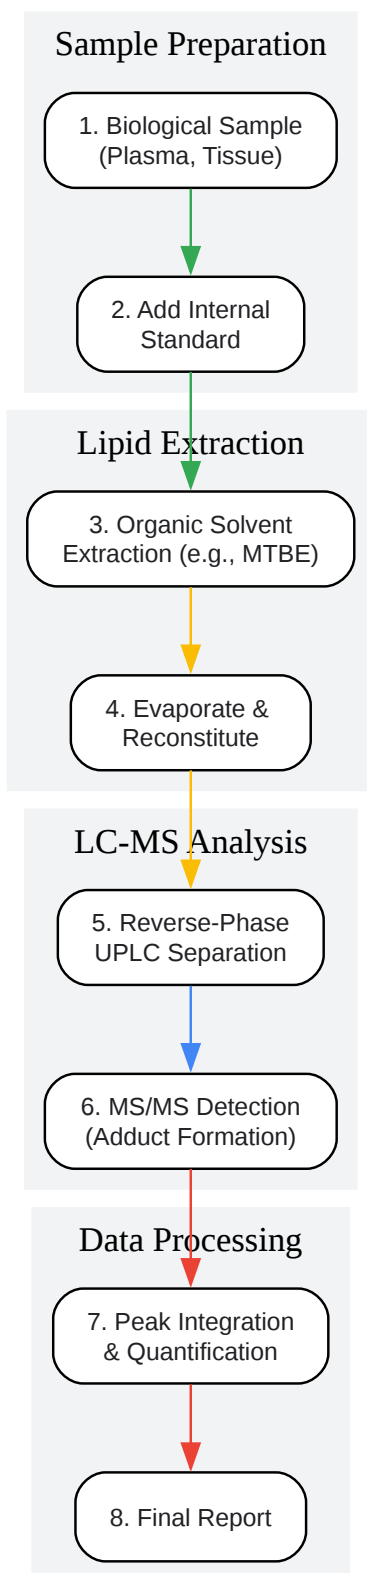 Sample Preparation
1. Biological Sample
(Plasma, Tissue)
2. Add Internal
Standard
Lipid Extraction
3. Organic Solvent
Extraction (e.g., MTBE)
4. Evaporate &
Reconstitute
LC-MS Analysis
5. Reverse-Phase
UPLC Separation
6. MS/MS Detection
(Adduct Formation)
Data Processing
7. Peak Integration
& Quantification
8. Final Report